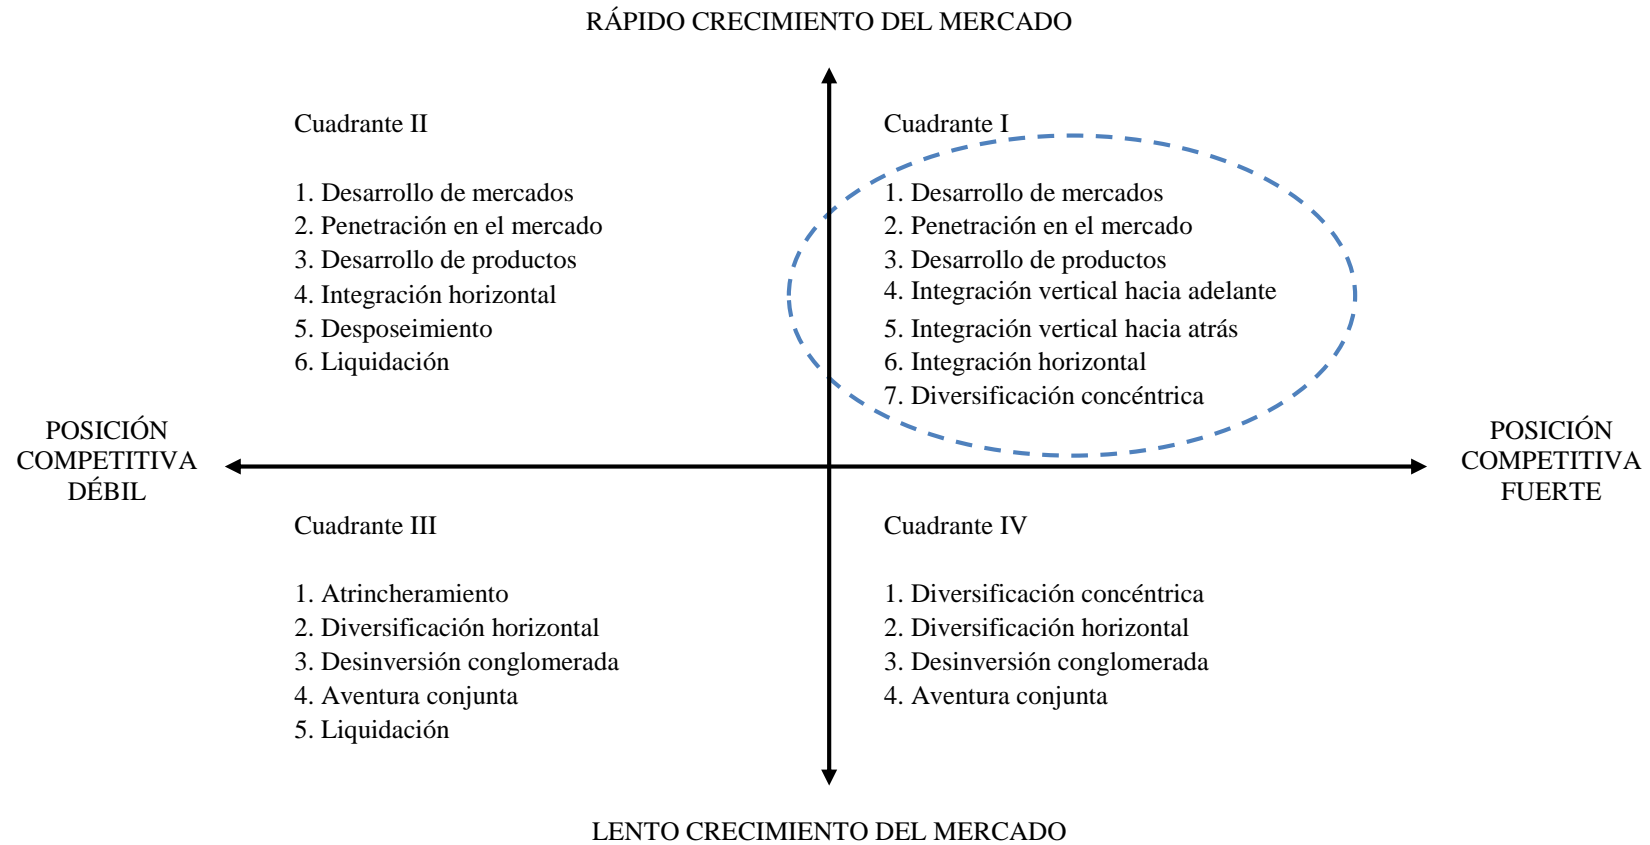 RÁPIDO CRECIMIENTO DEL MERCADO
Cuadrante II
1. Desarrollo de mercados
2. Penetración en el mercado
3. Desarrollo de productos
4. Integración horizontal
5. Desposeimiento
6. Liquidación
Cuadrante I
1. Desarrollo de mercados
2. Penetración en el mercado
3. Desarrollo de productos
4. Integración vertical hacia adelante
5. Integración vertical hacia atrás
6. Integración horizontal
7. Diversificación concéntrica
POSICIÓN
COMPETITIVA
DÉBIL
POSICIÓN
COMPETITIVA
FUERTE
Cuadrante III
1. Atrincheramiento
2. Diversificación horizontal
3. Desinversión conglomerada
4. Aventura conjunta
5. Liquidación
Cuadrante IV
1. Diversificación concéntrica
2. Diversificación horizontal
3. Desinversión conglomerada
4. Aventura conjunta
LENTO CRECIMIENTO DEL MERCADO